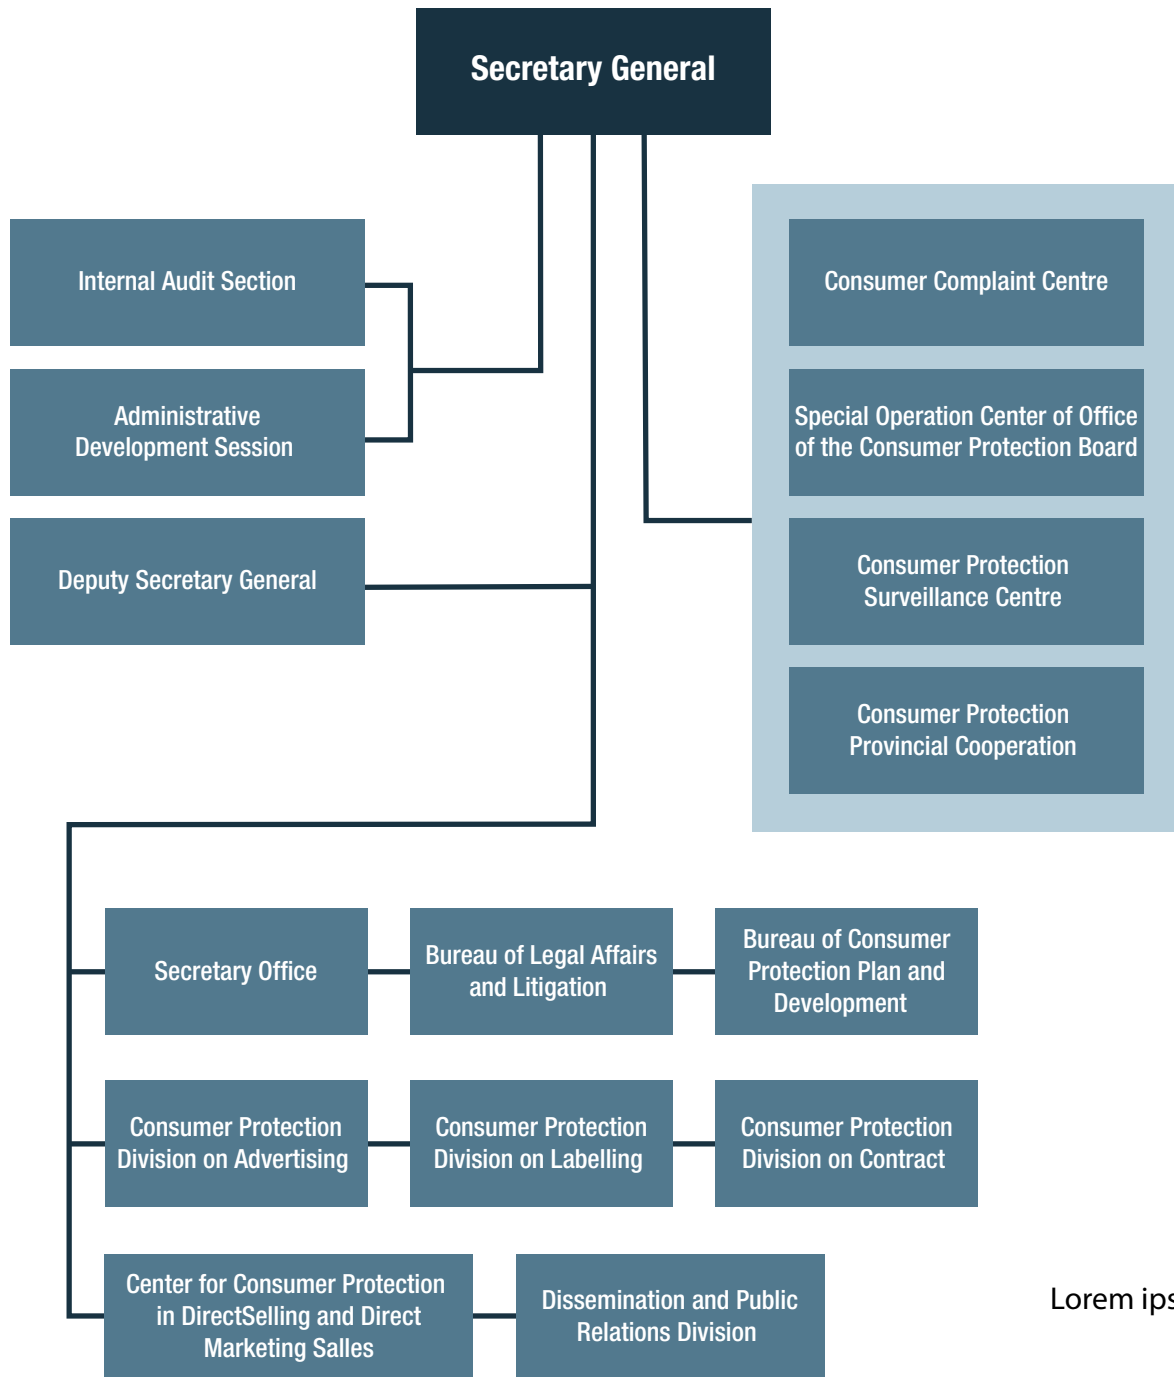 Secretary General
Internal Audit Section
Administrative
Development Session
Deputy Secretary General
Consumer Complaint Centre
Special Operation Center of Office
of the Consumer Protection Board
Consumer Protection
Surveillance Centre
Consumer Protection
Provincial Cooperation
Secretary Office
Bureau of Legal Affairs
and Litigation
Bureau of Consumer
Protection Plan and
Development
Consumer Protection
Division on Advertising
Consumer Protection
Division on Labelling
Consumer Protection
Division on Contract
Center for Consumer Protection
in DirectSelling and Direct
Marketing Salles
Dissemination and Public
Relations Division
Lorem ips